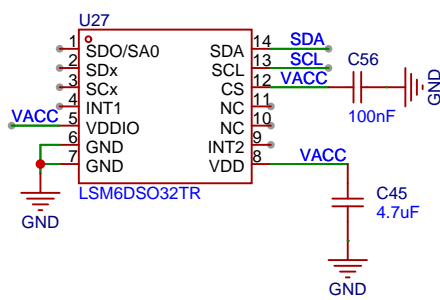 U27
1 SDO/SA0 SDA 14 SDA
2 SDx SCL 13 SCL
3 SCx CS 12 VACC C56
4 INT1 NC 11 100nF GND
VACC 5 VDDIO NC 10
6 GND INT2 9
7 GND VDD 8 VACC
LSM6DSO32TR
GND
C45
4.7uF
GND